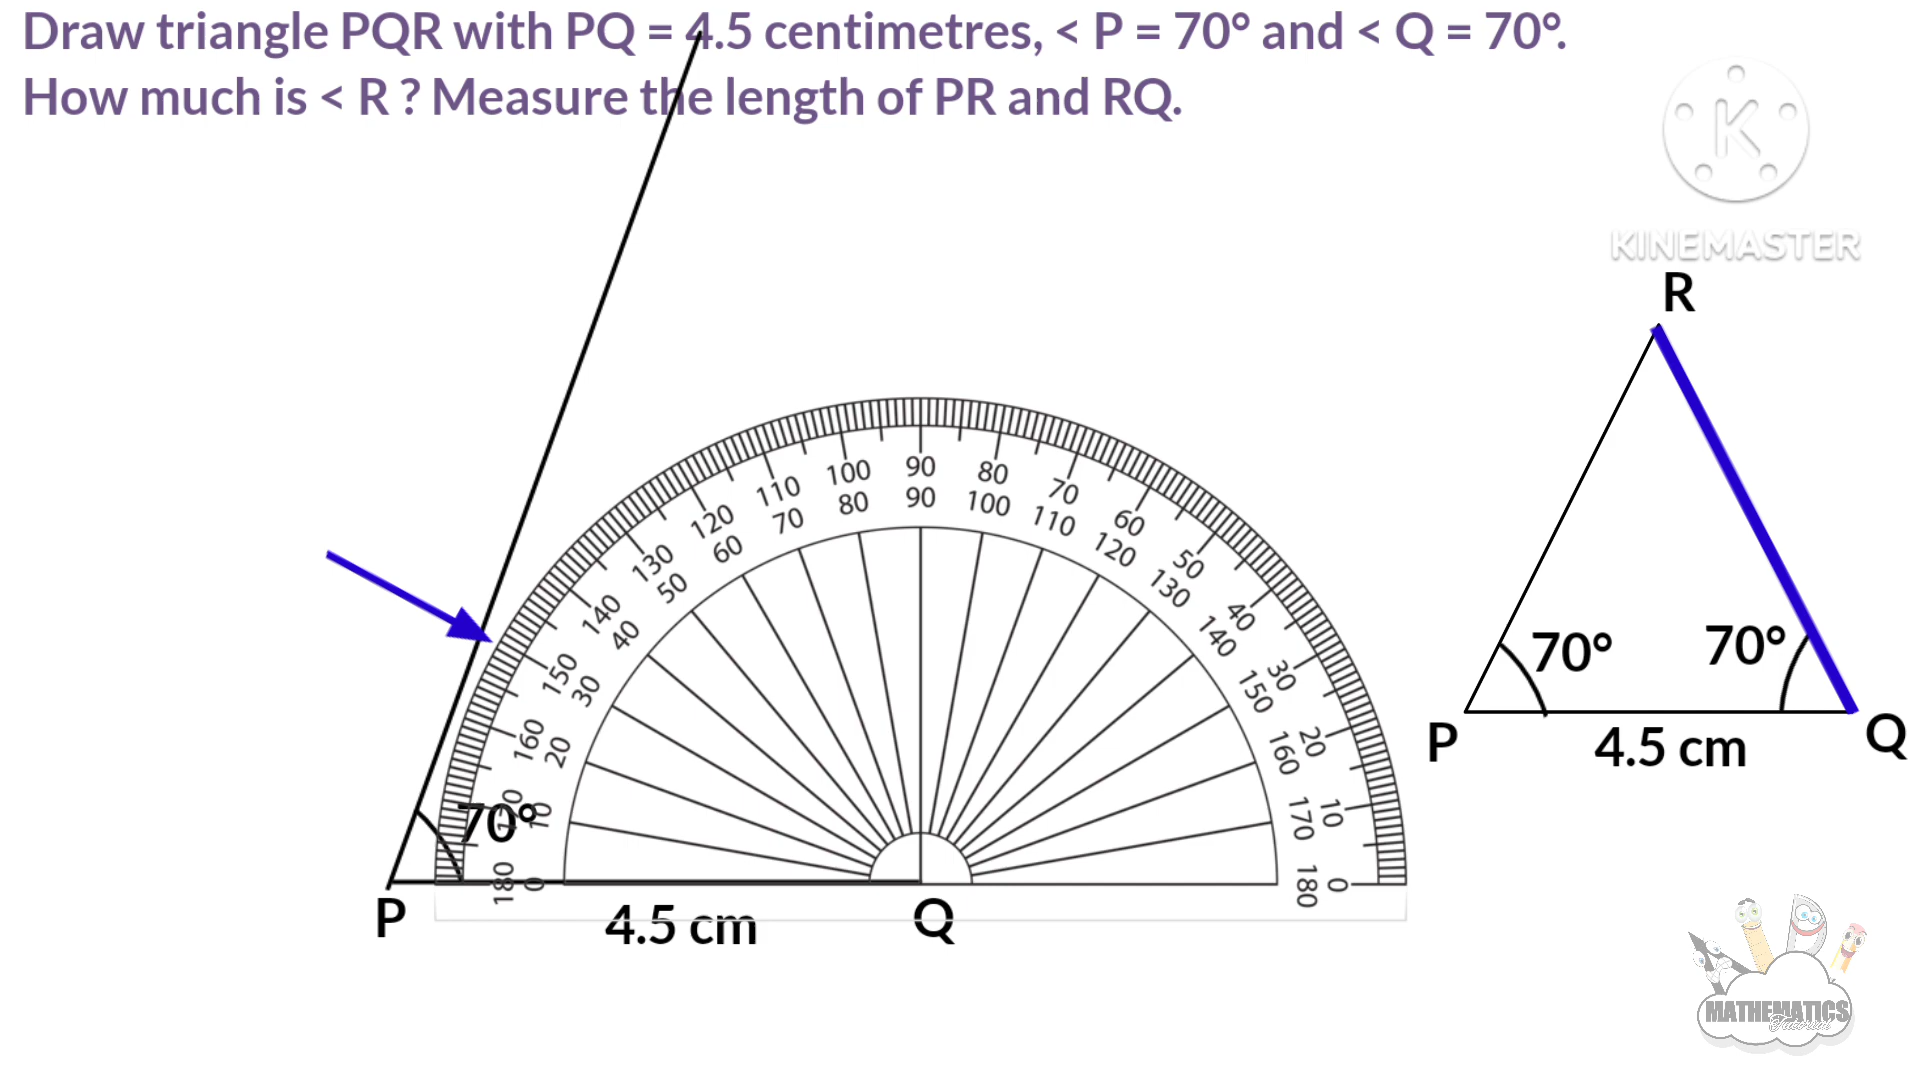 Draw triangle PQR with PQ = 4.5 centimetres, < P = 70° and < Q = 70°.
How much is < R ? Measure the length of PR and RQ.
K
KINEMASTER
R
70° 70°
P 4.5 cm Q
90
100 80
110 70
120 60
130 50
140 40
150 30
160 20
170 10
180 0
90
80 100
70 110
60 120
50 130
40 140
30 150
20 160
10 170
0 180
70°
P 4.5 cm Q
MATHEMATICS
Tutorial